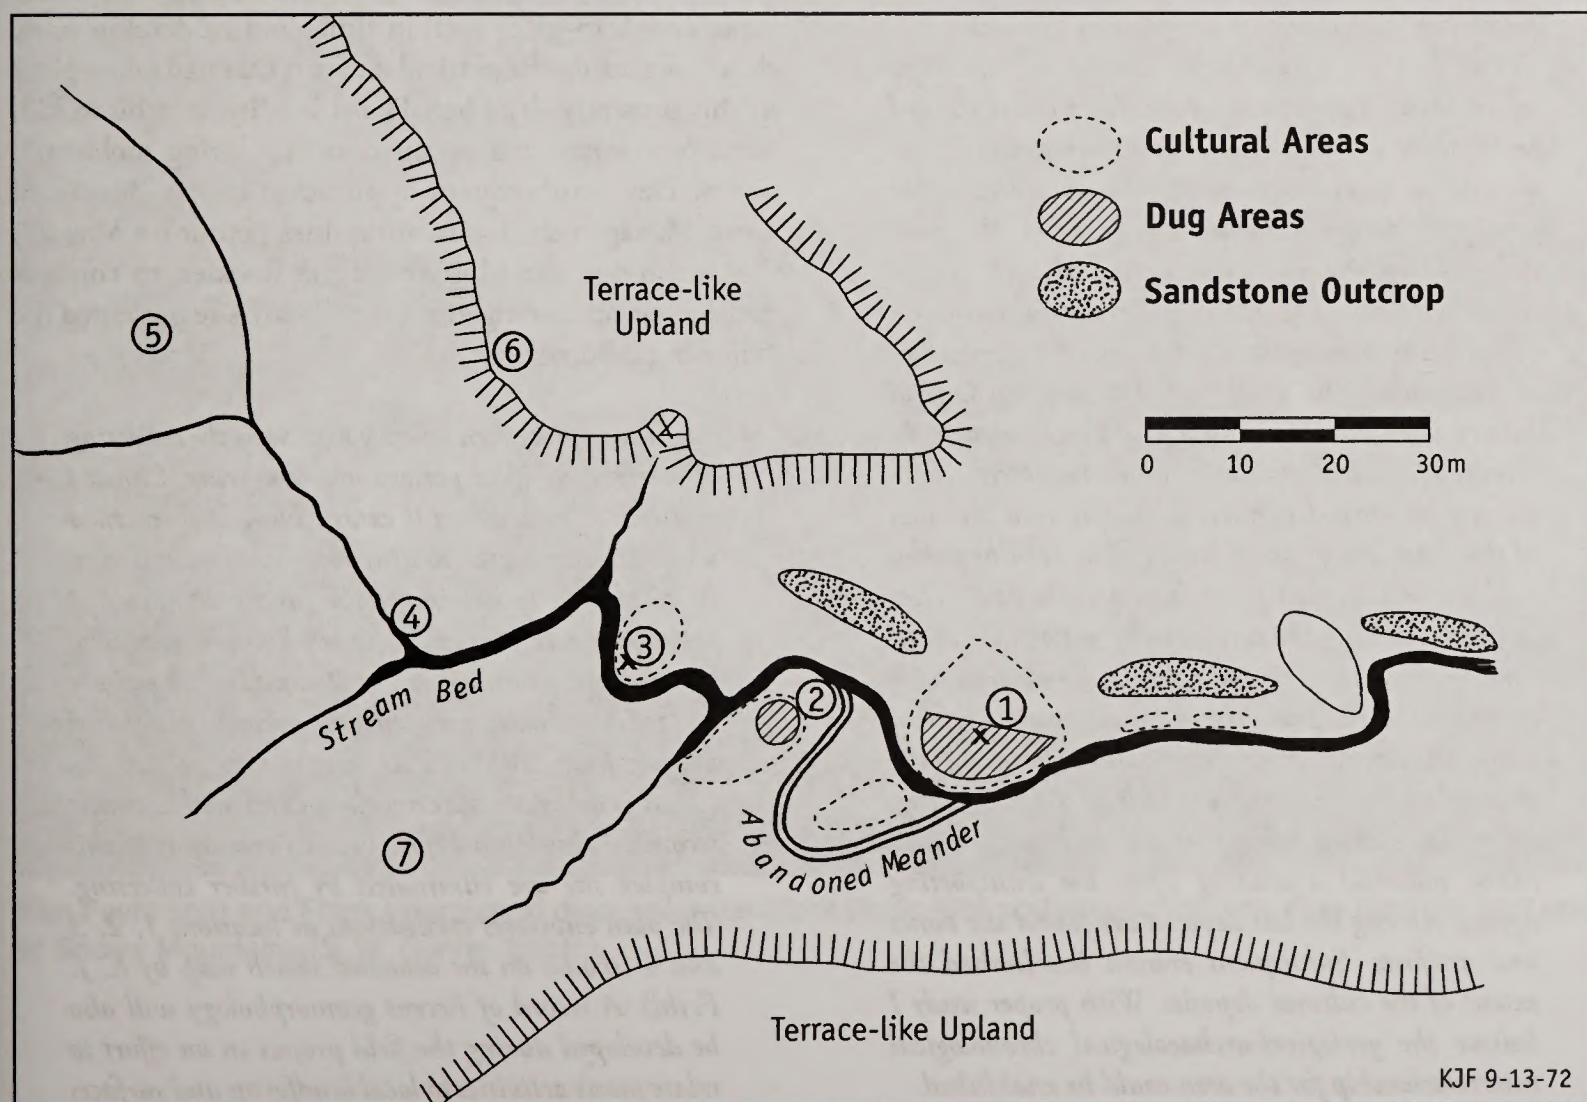 Cultural Areas
Dug Areas
Sandstone Outcrop
Terrace-like
Upland
5
6
0 10 20 30 m
4
3
Stream Bed
2
1
Abandoned Meander
7
Terrace-like Upland
KJF 9-13-72